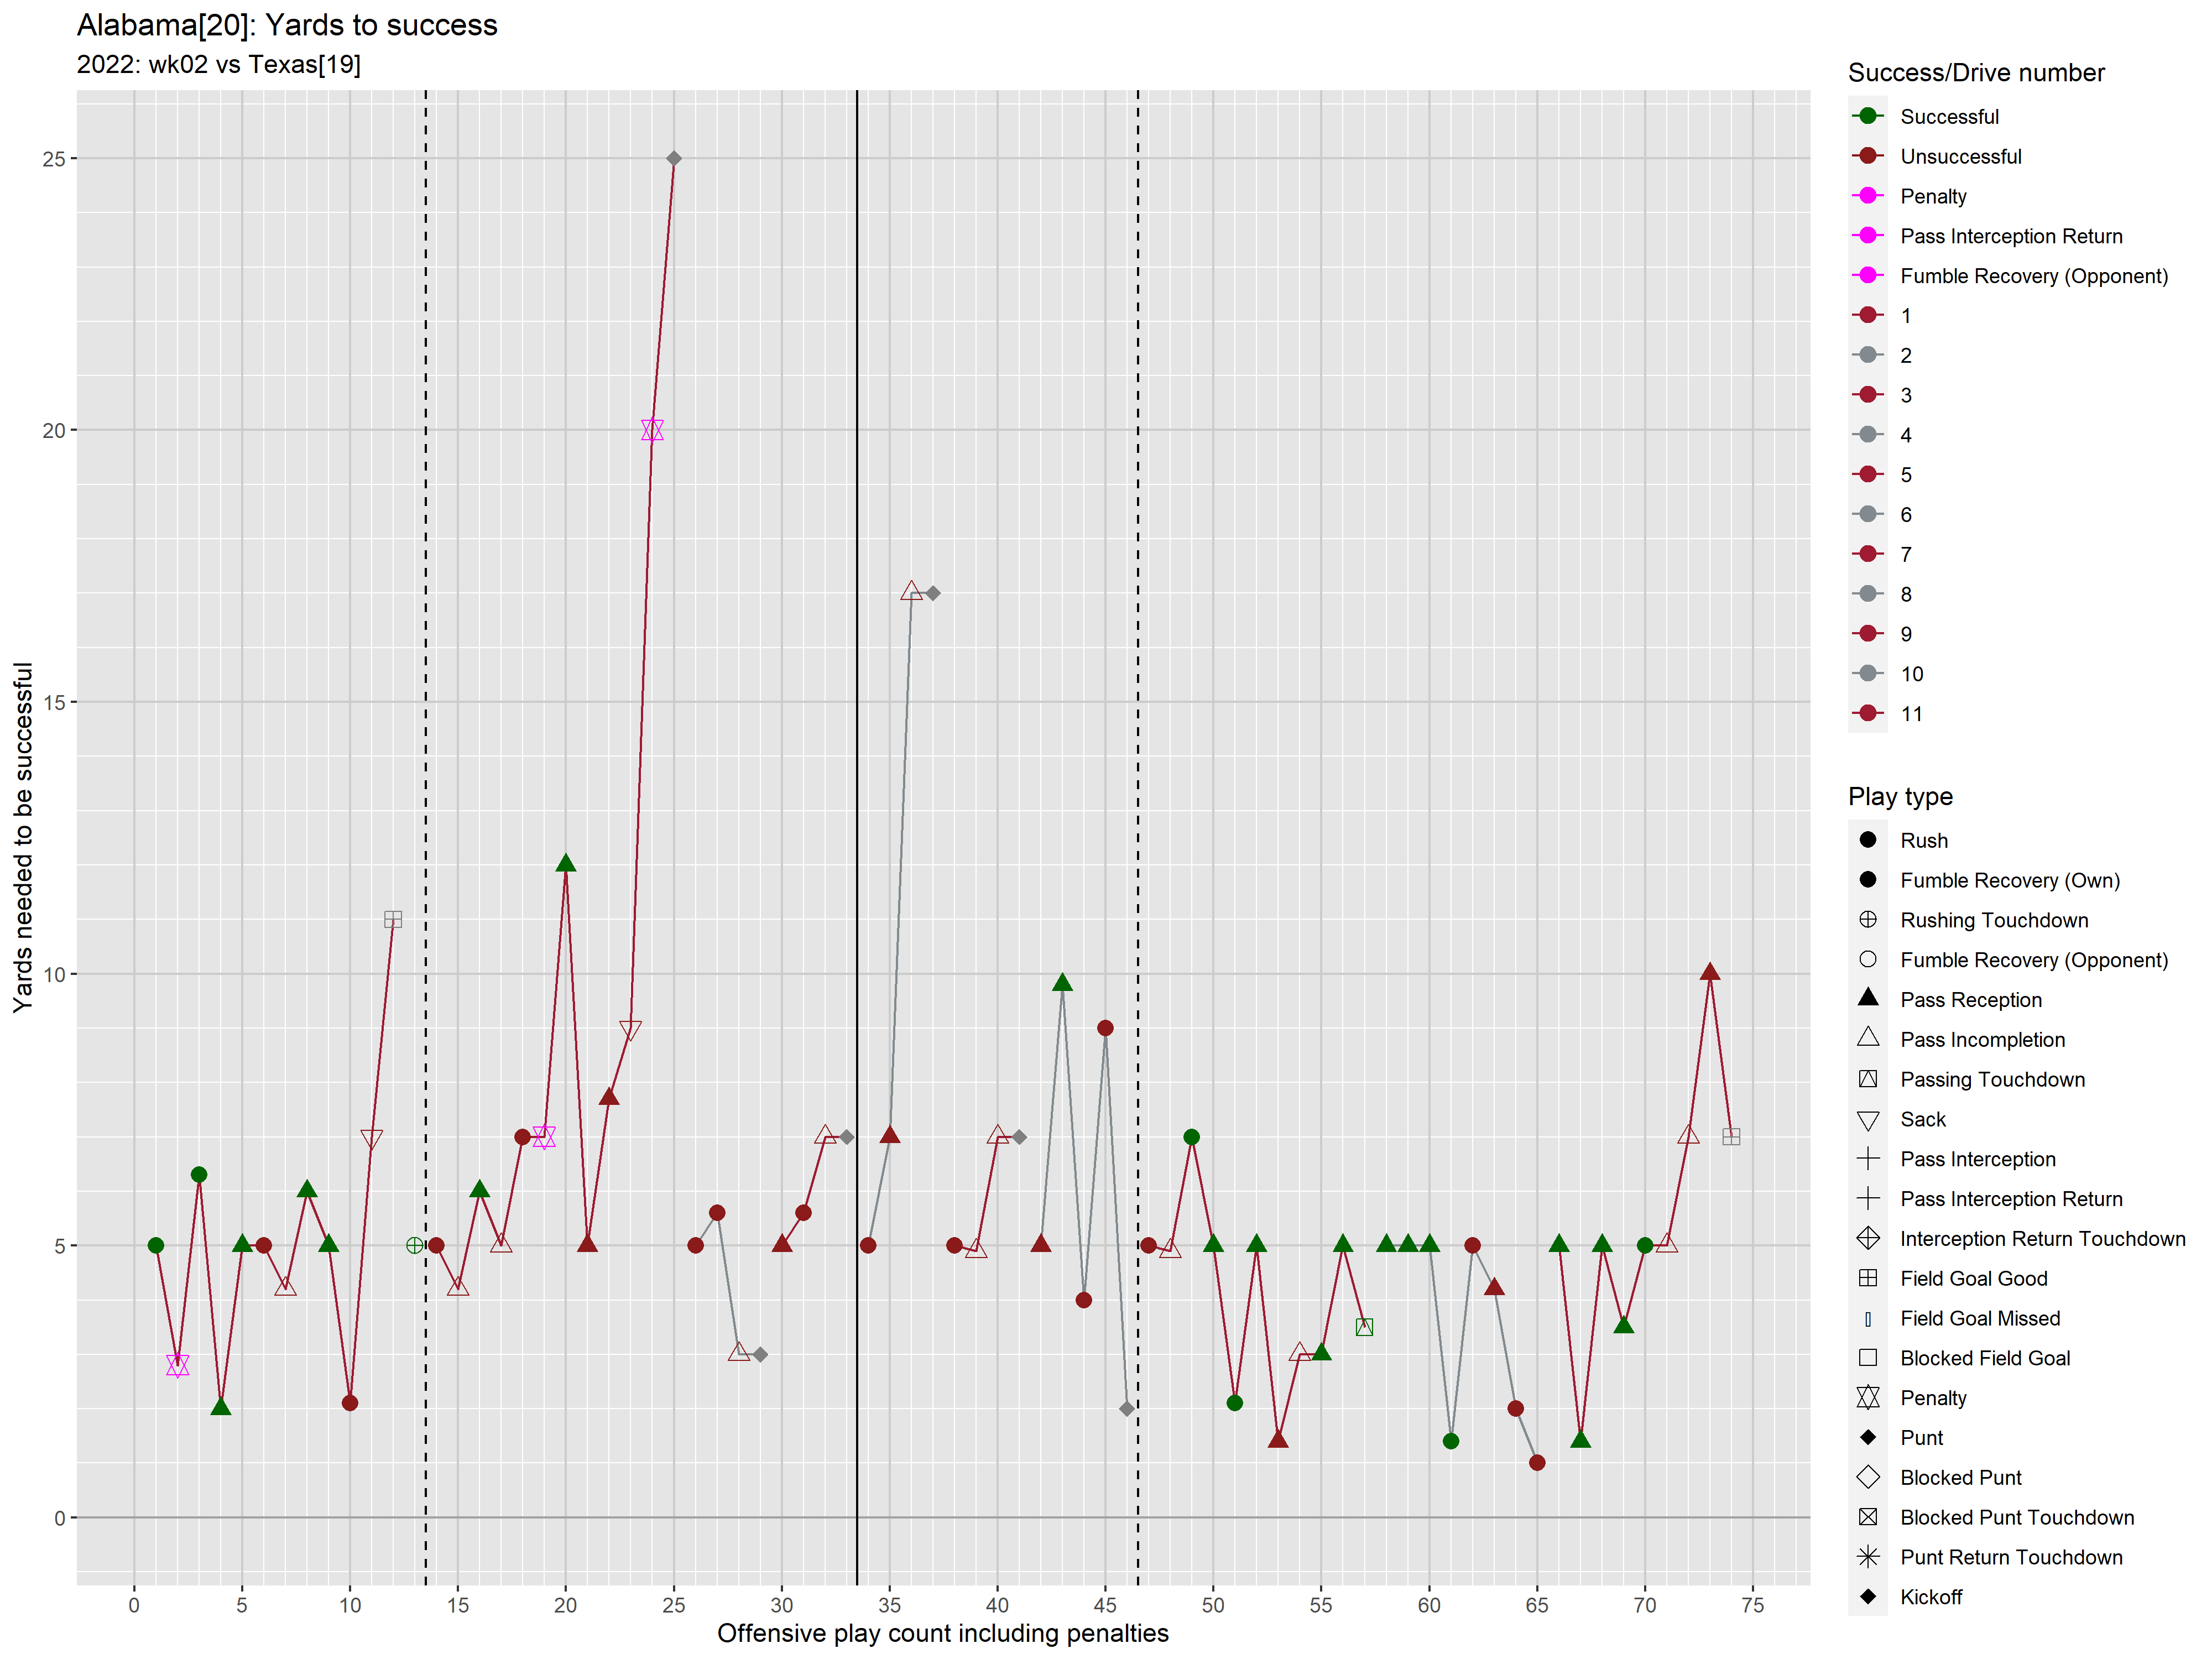 Alabama[20]: Yards to success
2022: wk02 vs Texas[19]
Yards needed to be successful
25
20
15
10
5
0
0 5 10 15 20 25 30 35 40 45 50 55 60 65 70 75
Offensive play count including penalties
Success/Drive number
Successful
Unsuccessful
Penalty
Pass Interception Return
Fumble Recovery (Opponent)
1
2
3
4
5
6
7
8
9
10
11
Play type
Rush
Fumble Recovery (Own)
Rushing Touchdown
Fumble Recovery (Opponent)
Pass Reception
Pass Incompletion
Passing Touchdown
Sack
Pass Interception
Pass Interception Return
Interception Return Touchdown
Field Goal Good
Field Goal Missed
Blocked Field Goal
Penalty
Punt
Blocked Punt
Blocked Punt Touchdown
Punt Return Touchdown
Kickoff